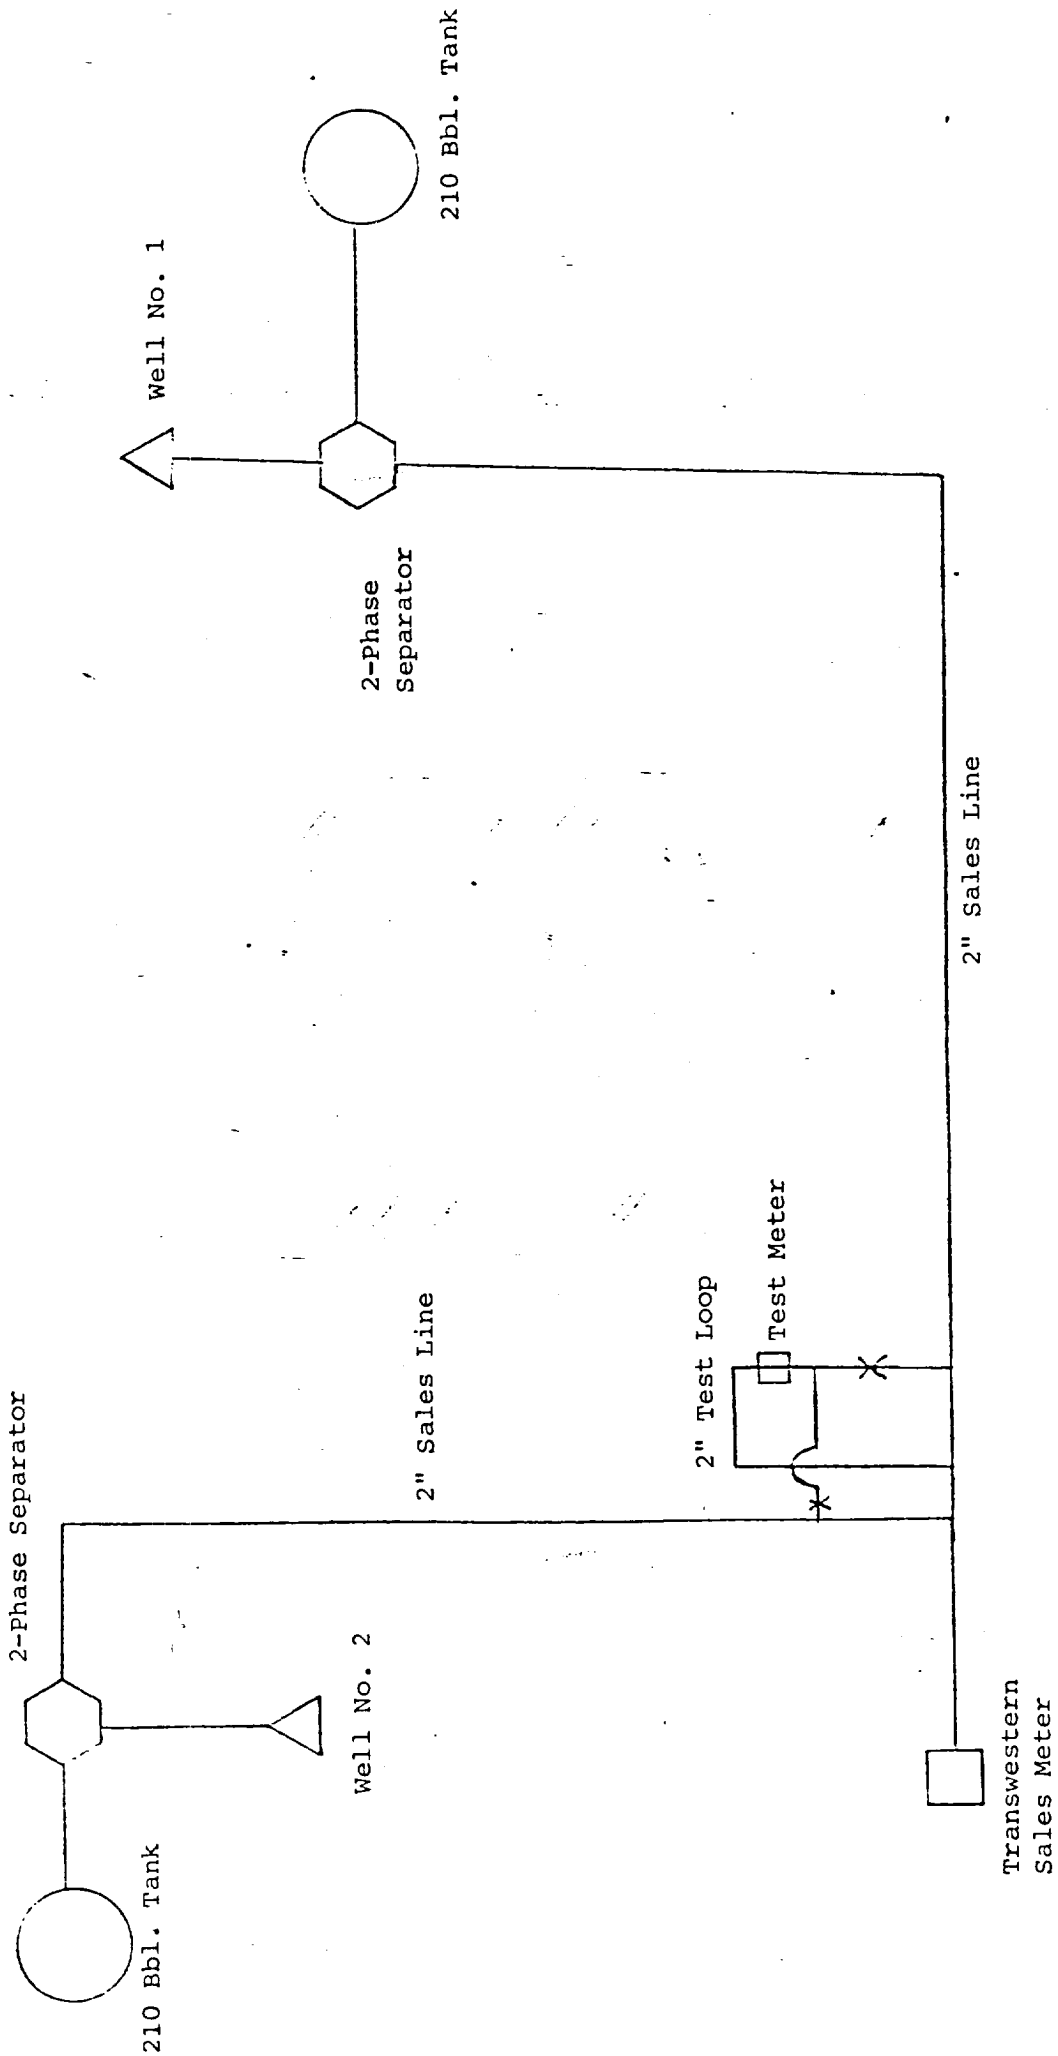 2-Phase Separator
210 Bbl. Tank
Well No. 2
2" Sales Line
2" Test Loop
Test Meter
Transwestern
Sales Meter
2" Sales Line
2-Phase
Separator
Well No. 1
210 Bbl. Tank